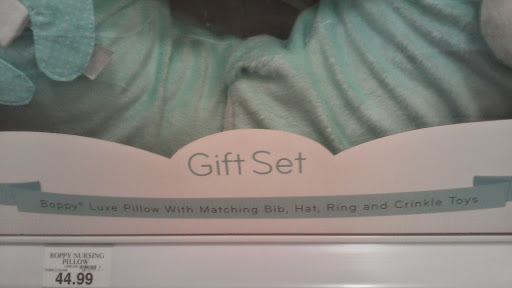 Gift Set
Boppy® Luxe Pillow With Matching Bib, Hat, Ring and Crinkle Toys
BOPPY NURSING
PILLOW
44.99